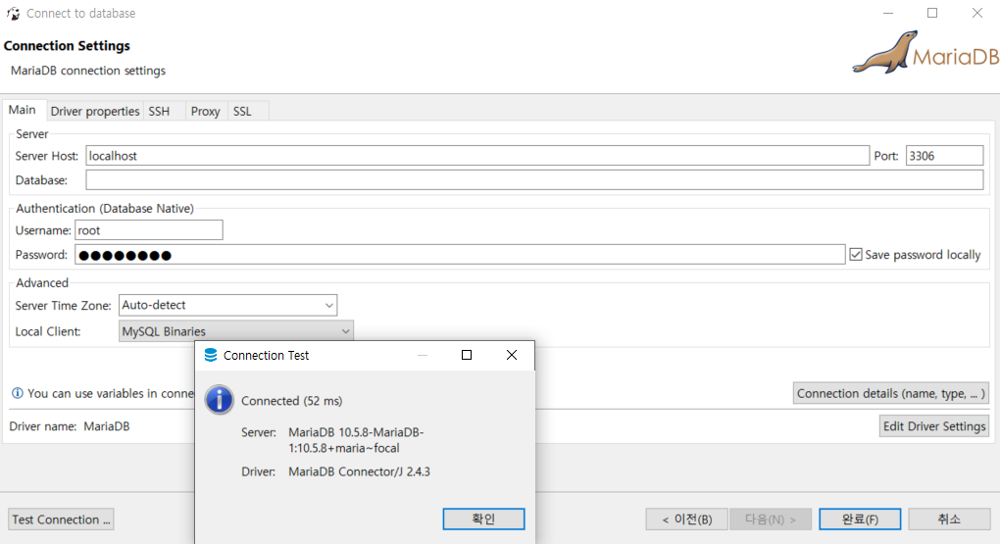 Connect to database
Connection Settings
MariaDB connection settings
MariaDB
Main Driver properties SSH Proxy SSL
Server
Server Host: localhost Port: 3306
Database:
Authentication (Database Native)
Username: root
Password: ●●●●●●●● Save password locally
Advanced
Server Time Zone: Auto-detect
Local Client: MySQL Binaries
You can use variables in conne
Connection details (name, type, ... )
Driver name: MariaDB
Edit Driver Settings
Connection Test
Connected (52 ms)
Server: MariaDB 10.5.8-MariaDB-
1:10.5.8+maria~focal
Driver: MariaDB Connector/J 2.4.3
확인
Test Connection ... < 이전(B) 다음(N) > 완료(F) 취소